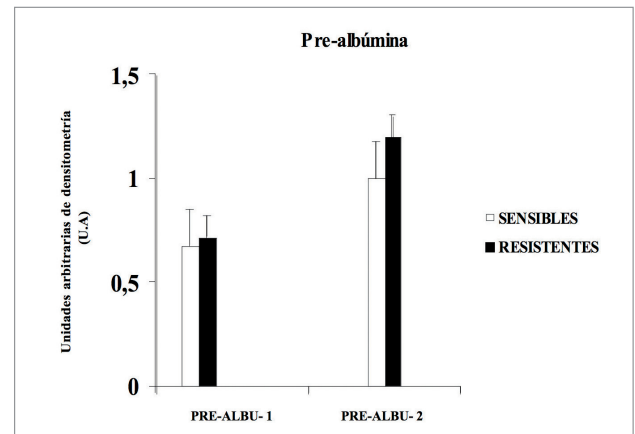 Pre-albúmina
Unidades arbitrarias de densitometría
(U.A)
1,5
1
0,5
0
SENSIBLES
RESISTENTES
PRE-ALBU- 1
PRE-ALBU- 2